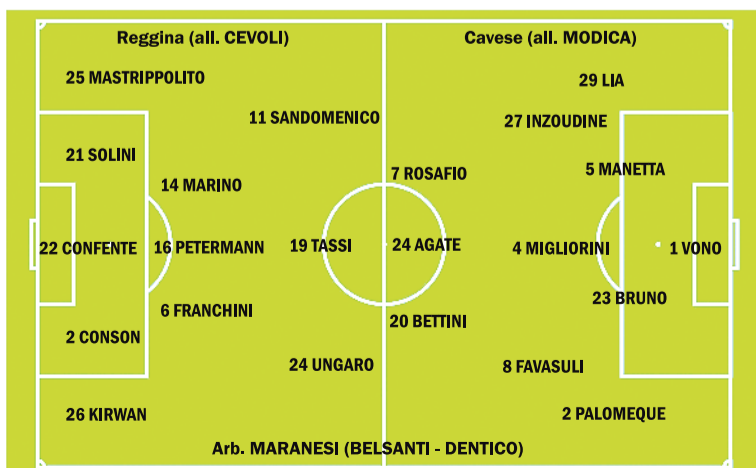 Reggina (all. CEVOLI)
Cavese (all. MODICA)
25 MASTRIPPOLITO
29 LIA
11 SANDOMENICO
27 INZOUDINE
21 SOLINI
5 MANETTA
7 ROSAFIO
14 MARINO
22 CONFENTE
16 PETERMANN
19 TASSI
24 AGATE
4 MIGLIORINI
1 VONO
23 BRUNO
6 FRANCHINI
20 BETTINI
2 CONSON
24 UNGARO
8 FAVASULI
26 KIRWAN
2 PALOMEQUE
Arb. MARANESI (BELSANTI - DENTICO)